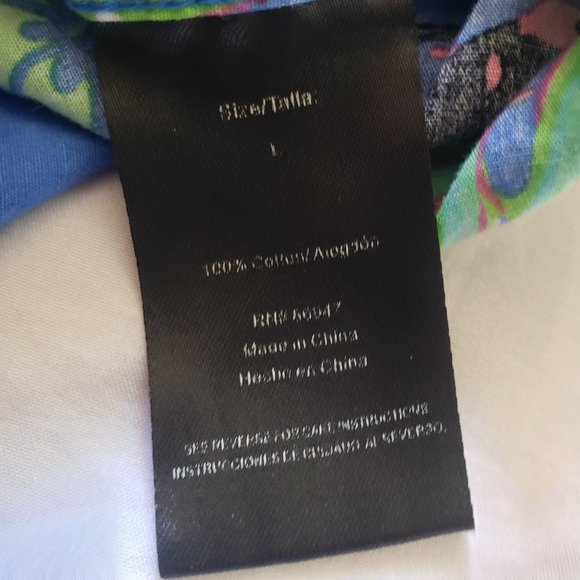 Size/Talla:
L
100% Cotton/Algodón
RN# 86947
Made in China
Hecho en China
SEE REVERSE FOR CARE INSTRUCTIONS
INSTRUCCIONES DE CUIDADO AL REVERSO.